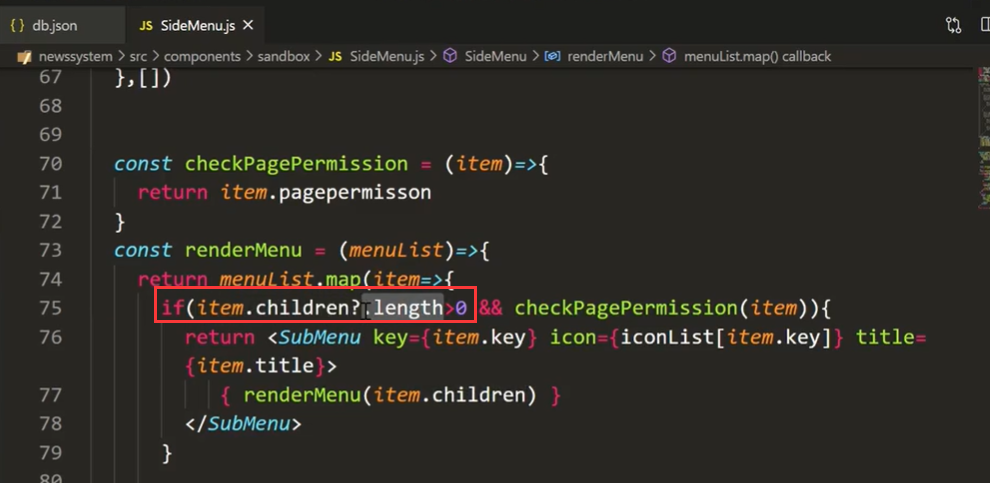 { } db.json JS SideMenu.js ×
newssystem > src > components > sandbox > JS SideMenu.js > SideMenu > renderMenu > menuList.map() callback
67 },[])
68
69
70 const checkPagePermission = (item)=>{
71 return item.pagepermisson
72 }
73 const renderMenu = (menuList)=>{
74 return menuList.map(item=>{
75 if(item.children?.length>0 && checkPagePermission(item)){
76 return <SubMenu key={item.key} icon={iconList[item.key]} title=
{item.title}>
77 { renderMenu(item.children) }
78 </SubMenu>
79 }
80